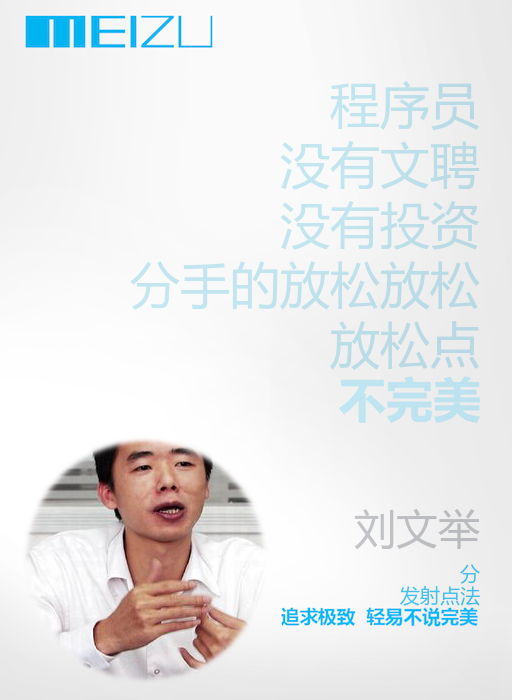 MEIZU
程序员
没有文聘
没有投资
分手的放松放松
放松点
不完美
刘文举
分
发射点法
追求极致 轻易不说完美